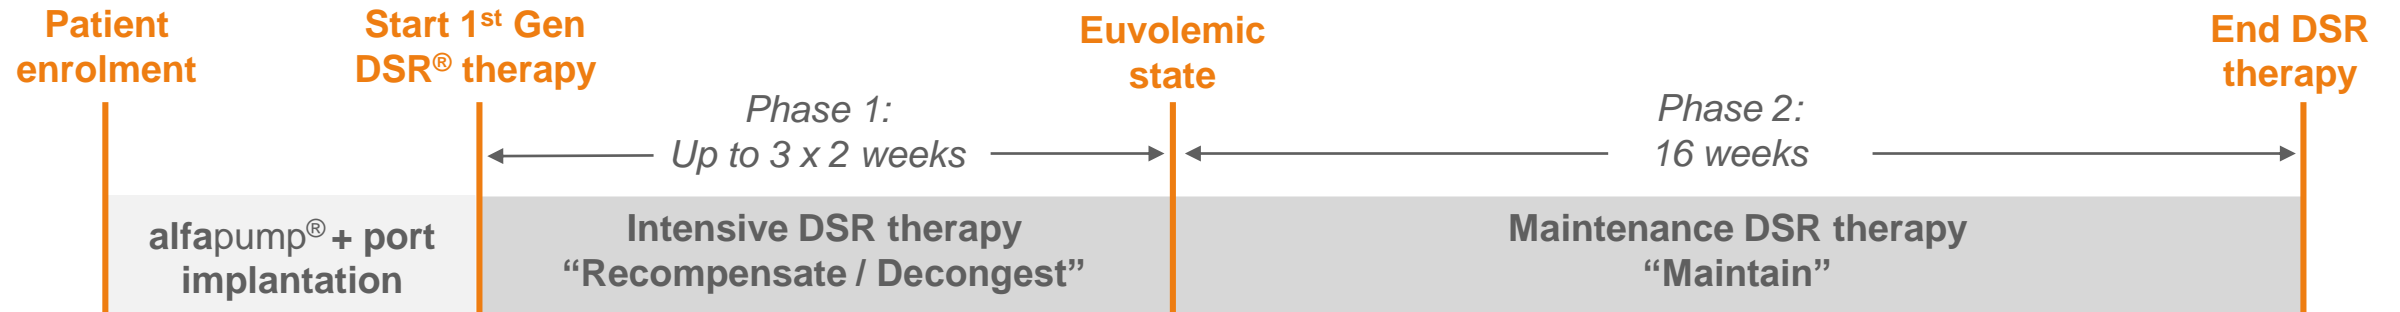 Patient
enrolment
Start 1st Gen
DSR® therapy
Euvolemic
state
End DSR
therapy
Phase 1:
Up to 3 x 2 weeks
Phase 2:
16 weeks
alfapump® + port
implantation
Intensive DSR therapy
“Recompensate / Decongest”
Maintenance DSR therapy
“Maintain”